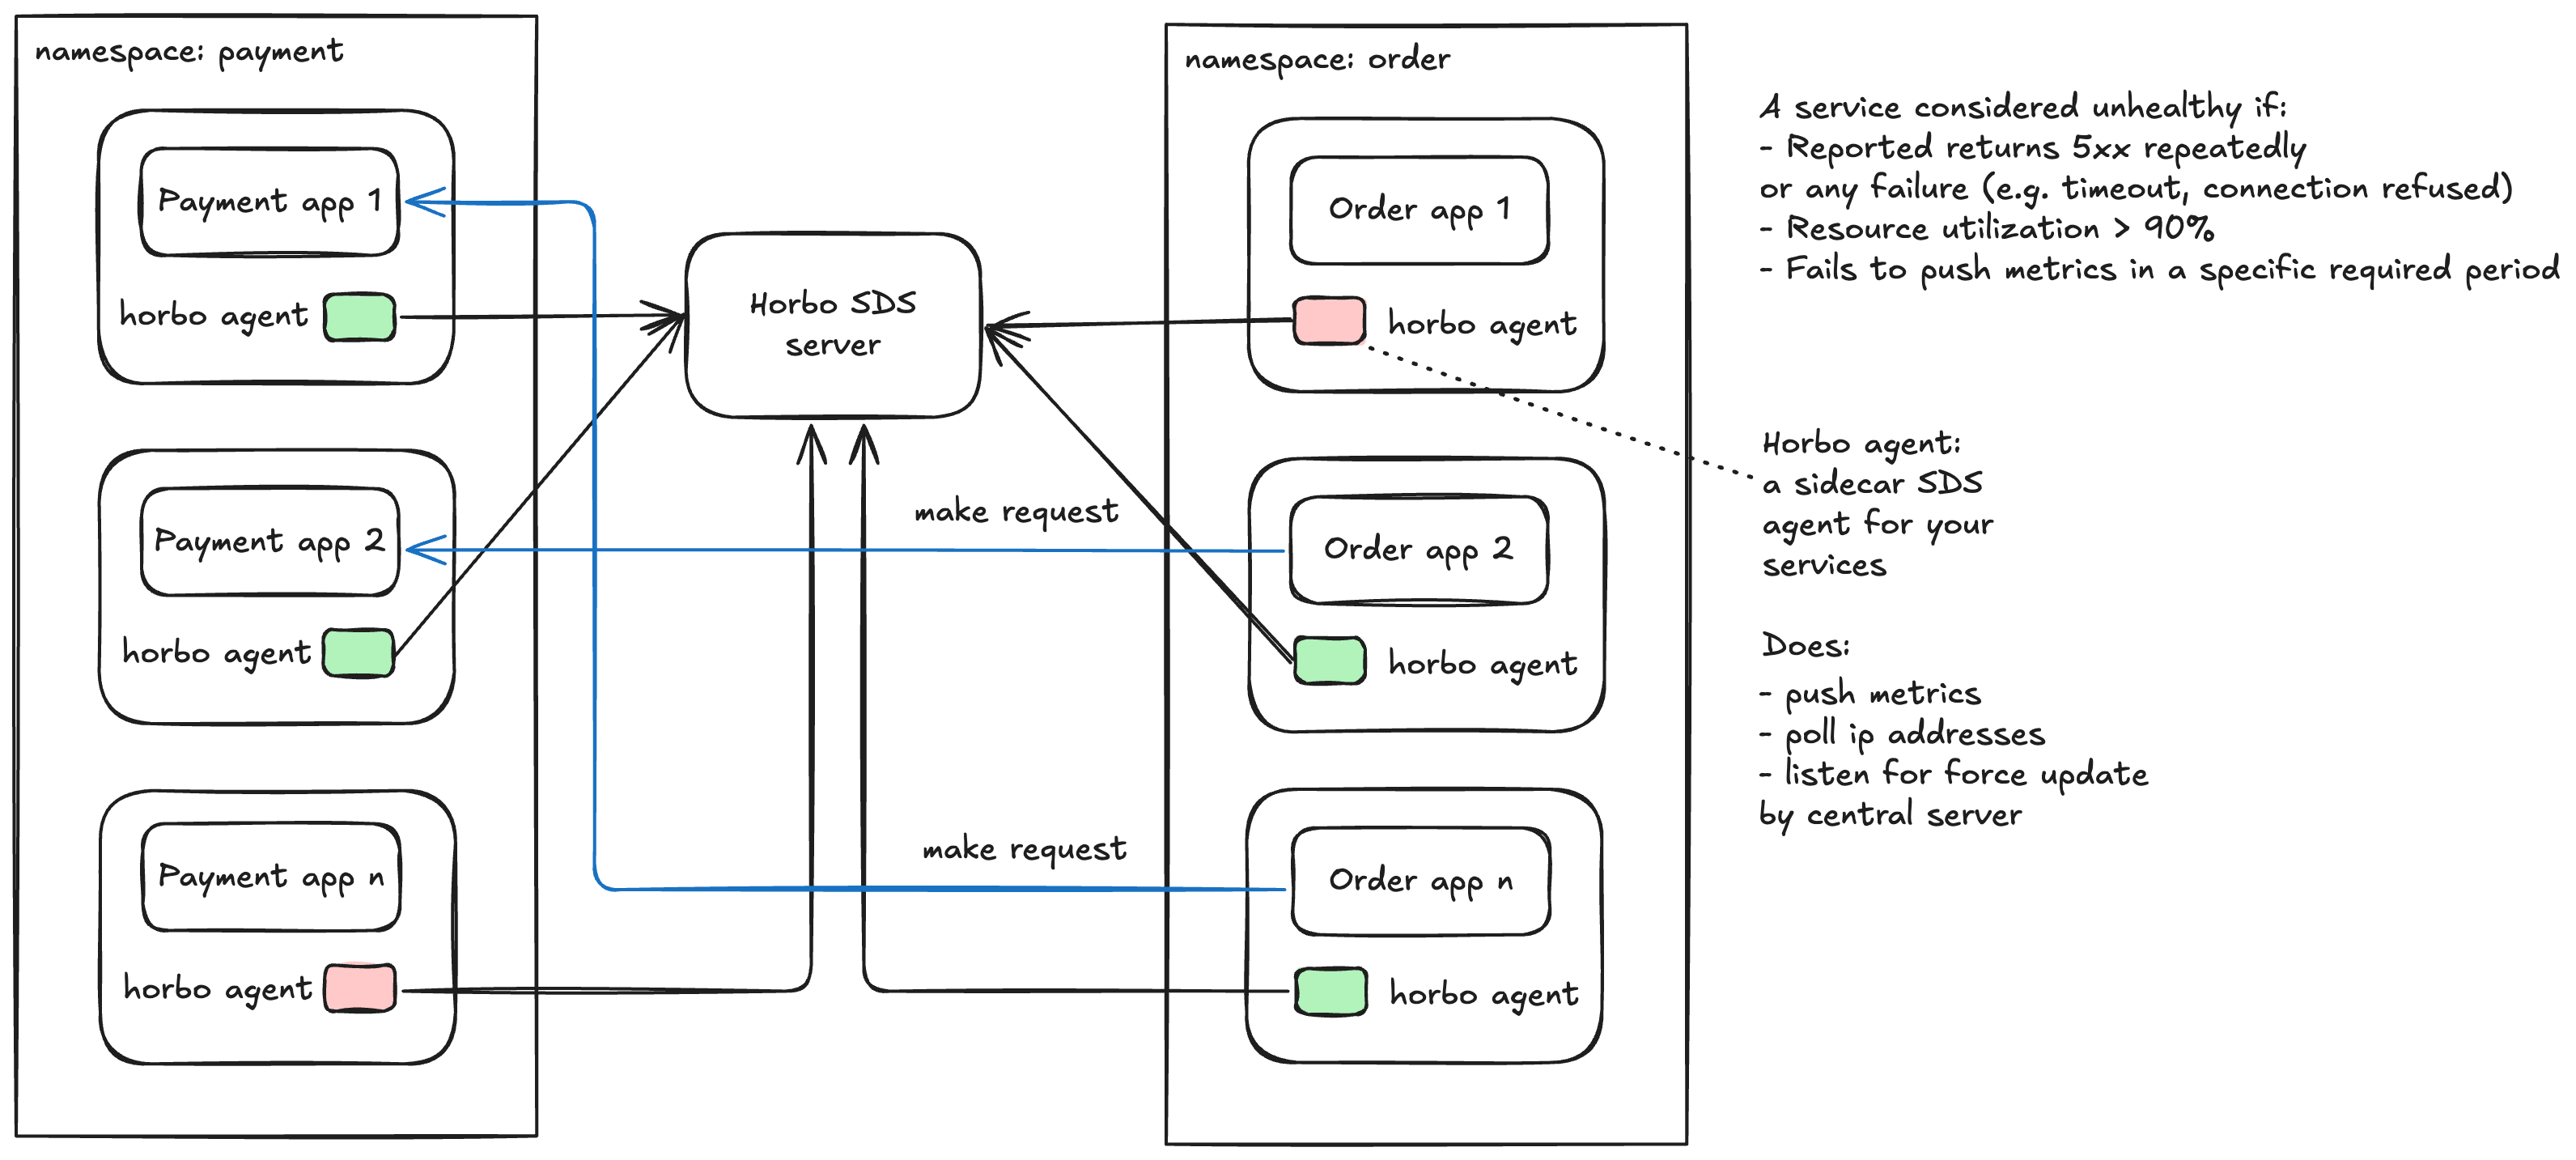 namespace: payment
Payment app 1
horbo agent
Payment app 2
horbo agent
Payment app n
horbo agent
Horbo SDS
server
make request
make request
namespace: order
Order app 1
horbo agent
Order app 2
horbo agent
Order app n
horbo agent
A service considered unhealthy if:
- Reported returns 5xx repeatedly
or any failure (e.g. timeout, connection refused)
- Resource utilization > 90%
- Fails to push metrics in a specific required period
Horbo agent:
a sidecar SDS
agent for your
services
Does:
- push metrics
- poll ip addresses
- listen for force update
by central server